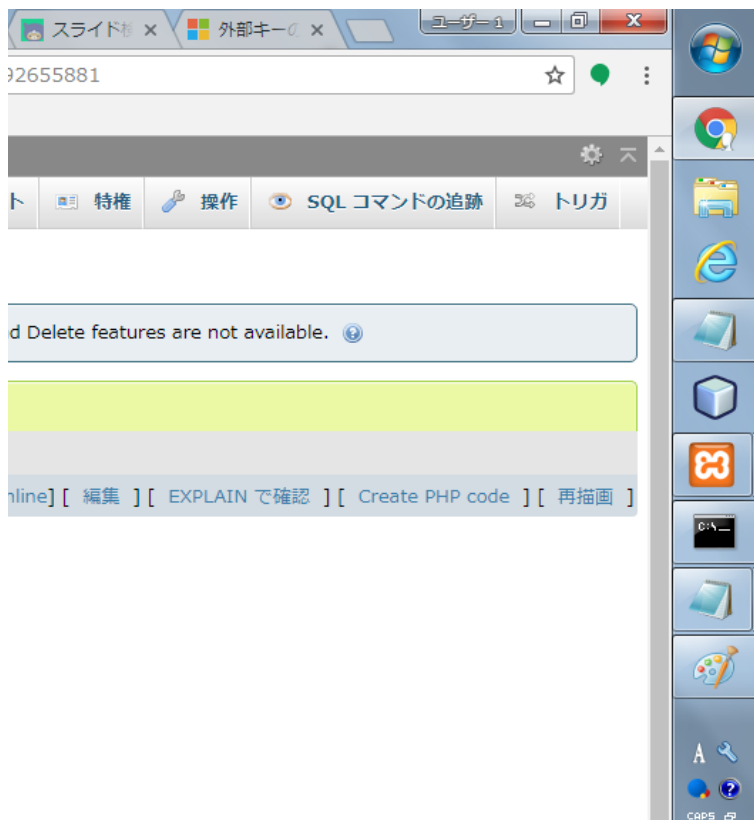 スライド検
外部キーの
ユーザー 1
92655881
ト 特権 操作 SQL コマンドの追跡 トリガ
d Delete features are not available.
nline] [ 編集 ] [ EXPLAIN で確認 ] [ Create PHP code ] [ 再描画 ]
C:\
A
CAPS